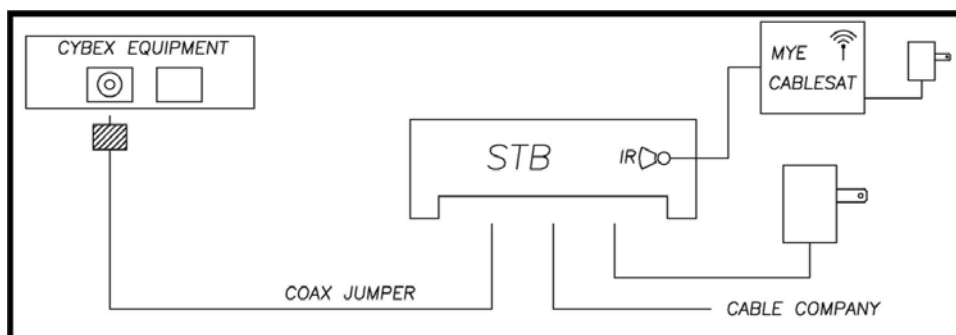 CYBEX EQUIPMENT
MYE
CABLESAT
STB
IR
COAX JUMPER
CABLE COMPANY